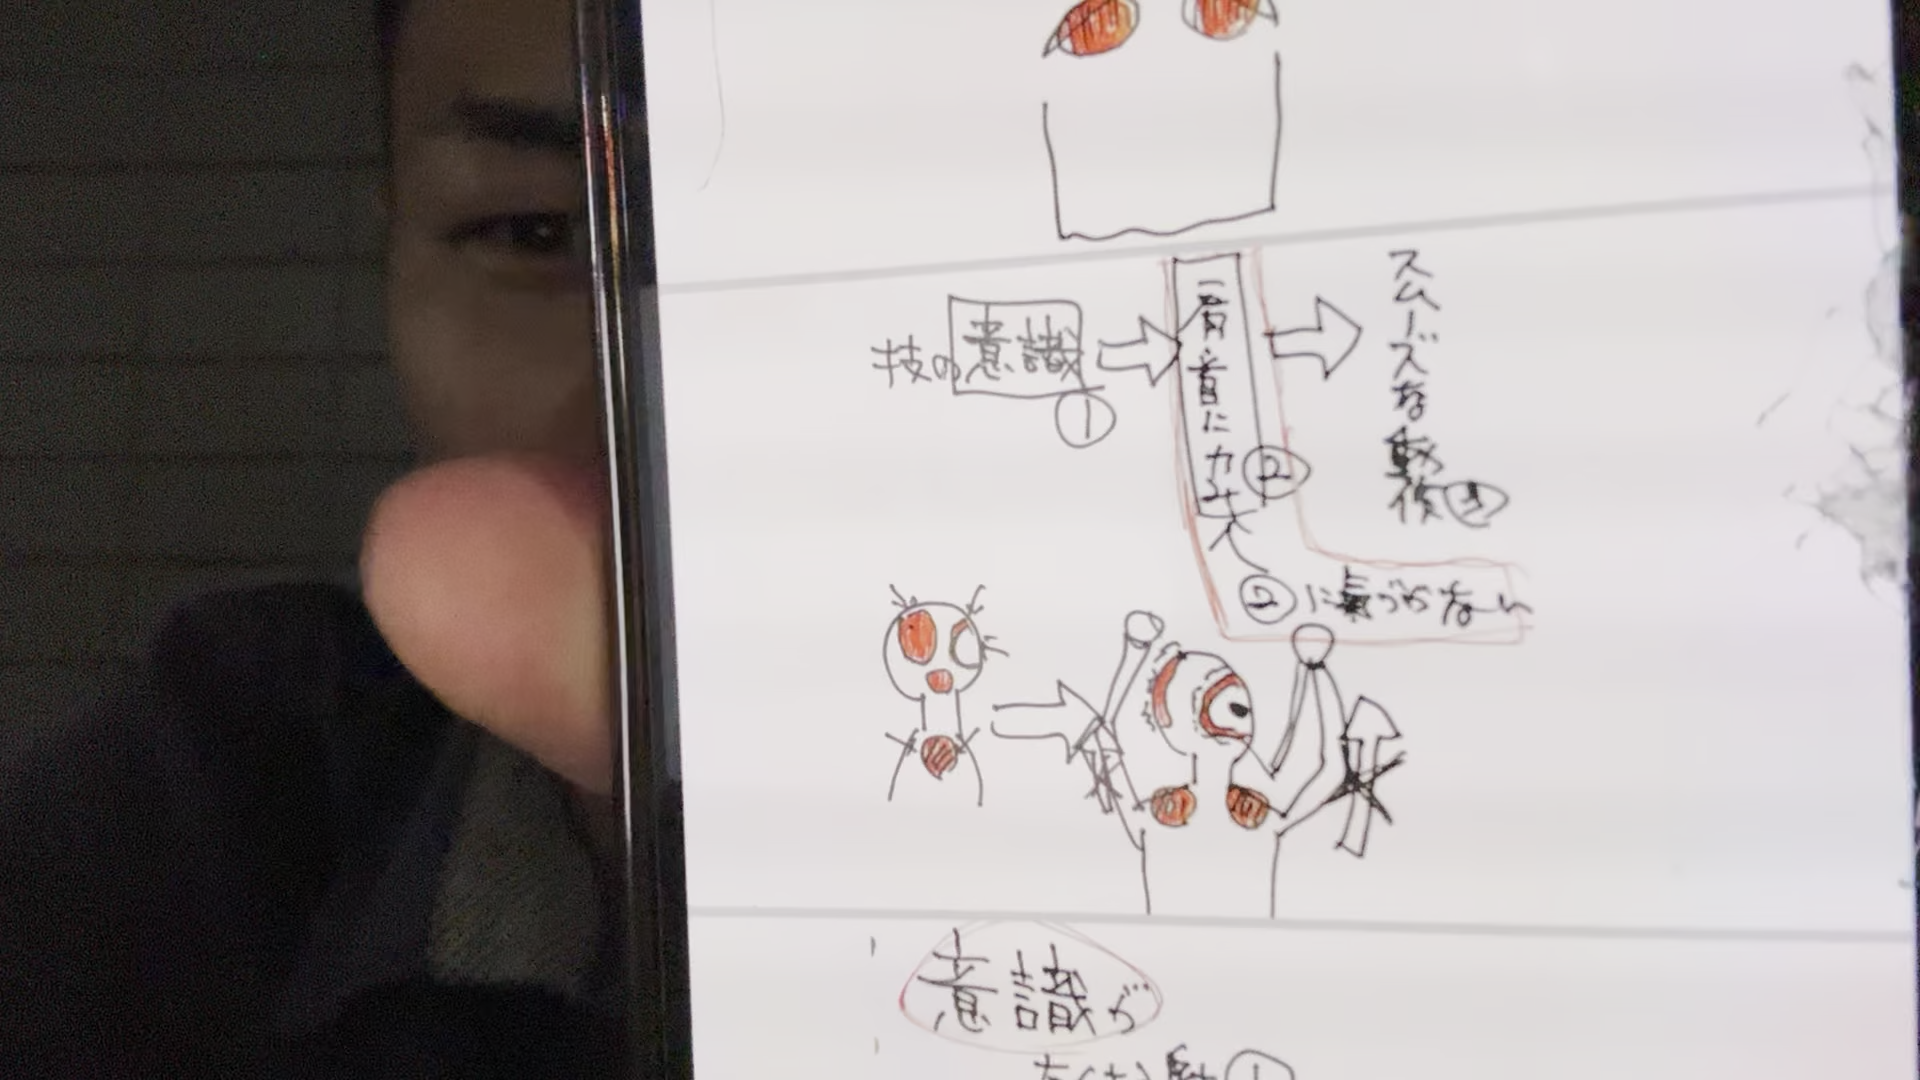 技の意識
①
肩首に力が入
②
スムーズな動作③
②に気づかない
意識が